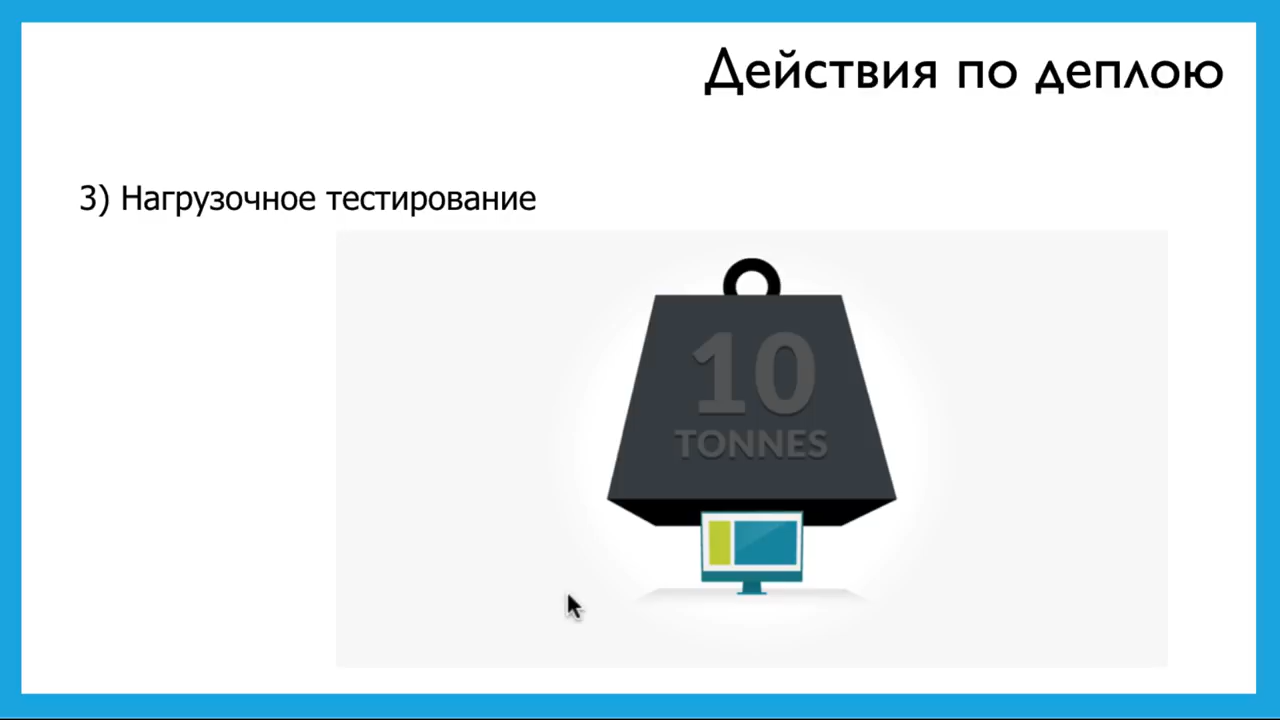 Действия по деплою
3) Нагрузочное тестирование
10
TONNES